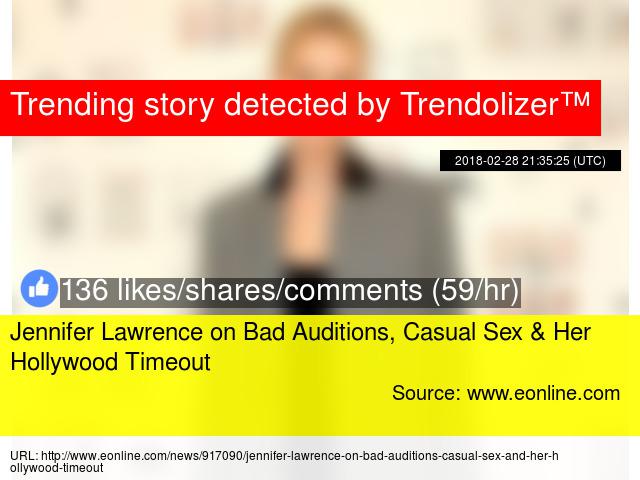 Trending story detected by Trendolizer™
2018-02-28 21:35:25 (UTC)
136 likes/shares/comments (59/hr)
Jennifer Lawrence on Bad Auditions, Casual Sex & Her
Hollywood Timeout
Source: www.eonline.com
URL: http://www.eonline.com/news/917090/jennifer-lawrence-on-bad-auditions-casual-sex-and-her-h
ollywood-timeout